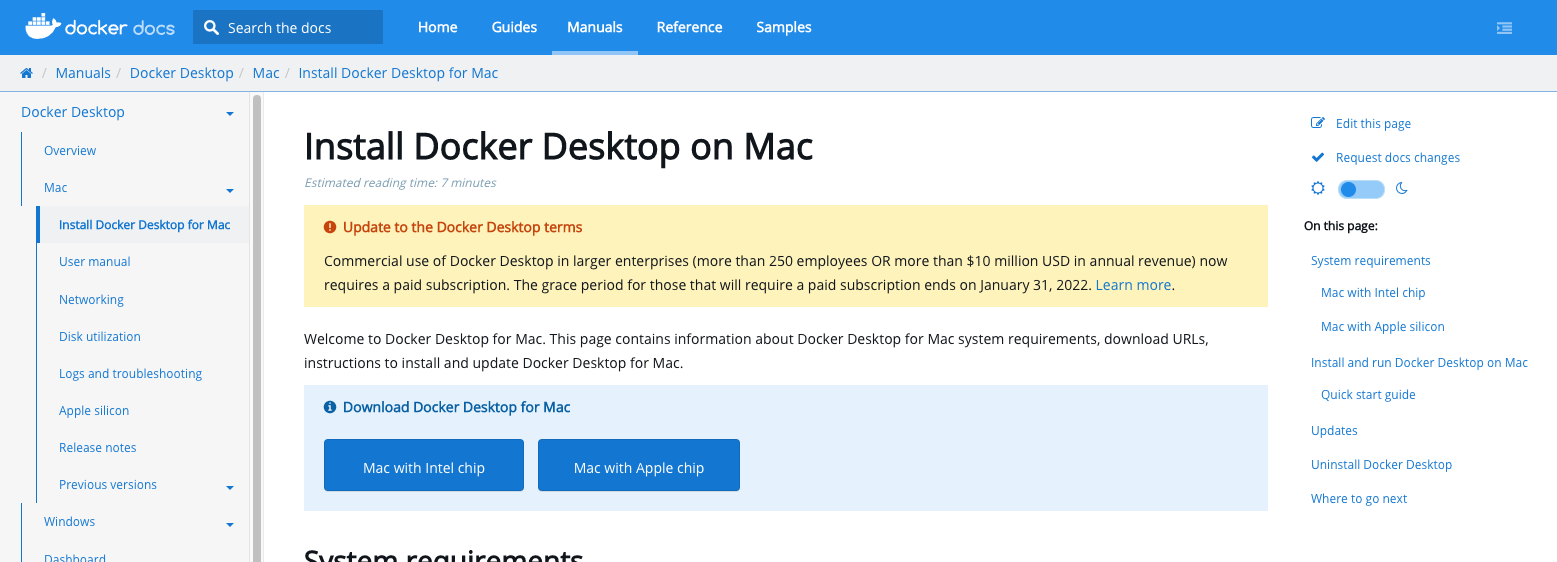 docker docs
Search the docs
Home
Guides
Manuals
Reference
Samples
/ Manuals / Docker Desktop / Mac / Install Docker Desktop for Mac
Docker Desktop
Overview
Mac
Install Docker Desktop for Mac
User manual
Networking
Disk utilization
Logs and troubleshooting
Apple silicon
Release notes
Previous versions
Windows
Dashboard
Install Docker Desktop on Mac
Estimated reading time: 7 minutes
Update to the Docker Desktop terms
Commercial use of Docker Desktop in larger enterprises (more than 250 employees OR more than $10 million USD in annual revenue) now
requires a paid subscription. The grace period for those that will require a paid subscription ends on January 31, 2022. Learn more.
Welcome to Docker Desktop for Mac. This page contains information about Docker Desktop for Mac system requirements, download URLs,
instructions to install and update Docker Desktop for Mac.
Download Docker Desktop for Mac
Mac with Intel chip
Mac with Apple chip
System requirements
Edit this page
Request docs changes
On this page:
System requirements
Mac with Intel chip
Mac with Apple silicon
Install and run Docker Desktop on Mac
Quick start guide
Updates
Uninstall Docker Desktop
Where to go next